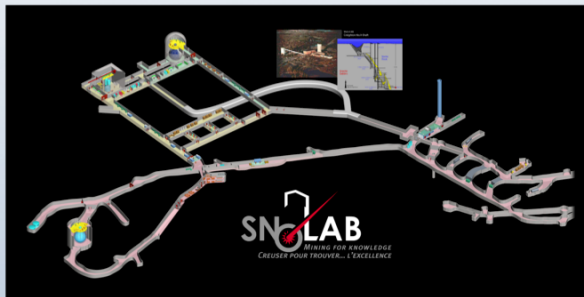 SNOLAB
MINING FOR KNOWLEDGE
CREUSER POUR TROUVER... L'EXCELLENCE